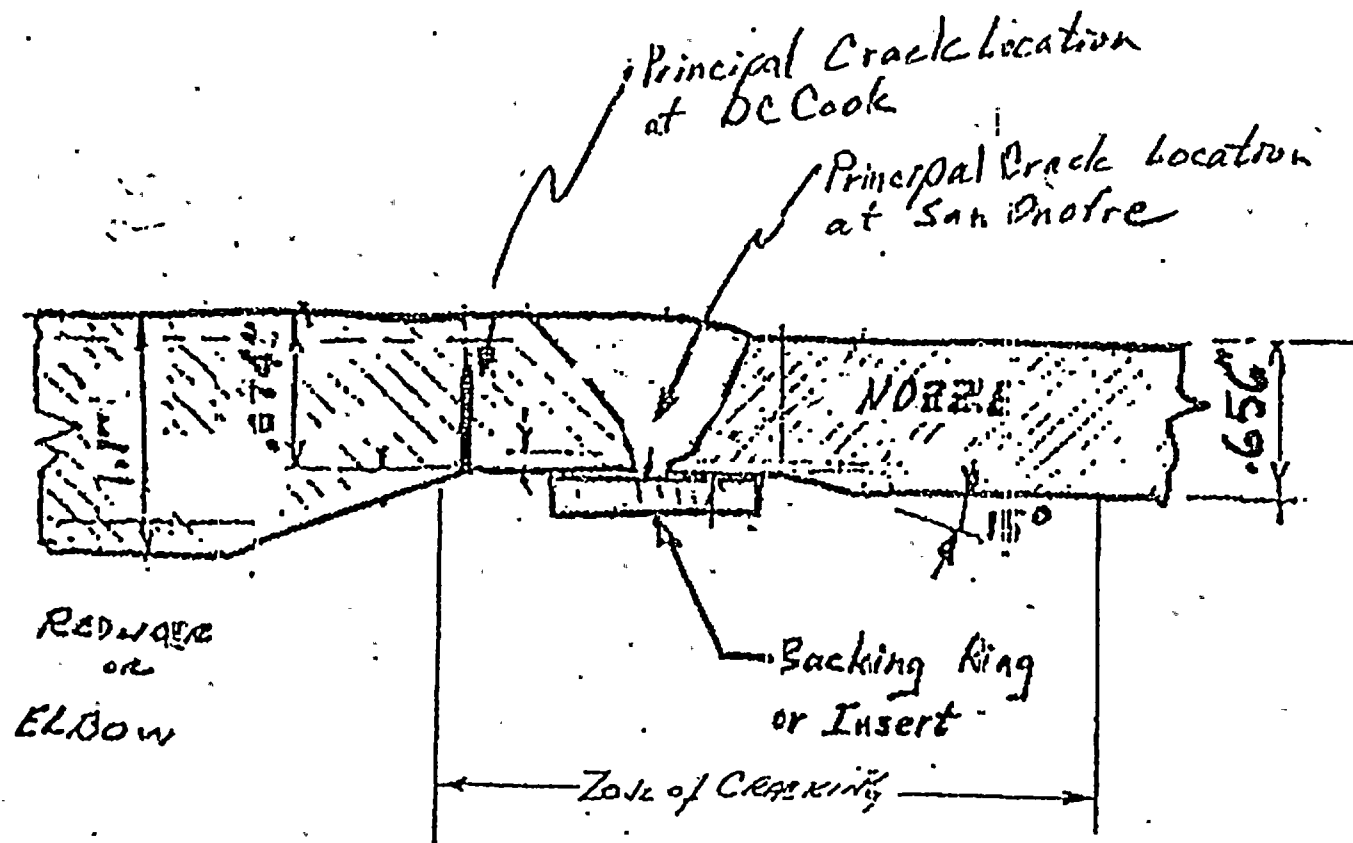 Principal Crack Location
at DC Cook
Principal Crack Location
at San Onofre
NOZZLE
.656"
15°
REDUCER
or
ELBOW
Backing Ring
or Insert
Zone of CRACKING